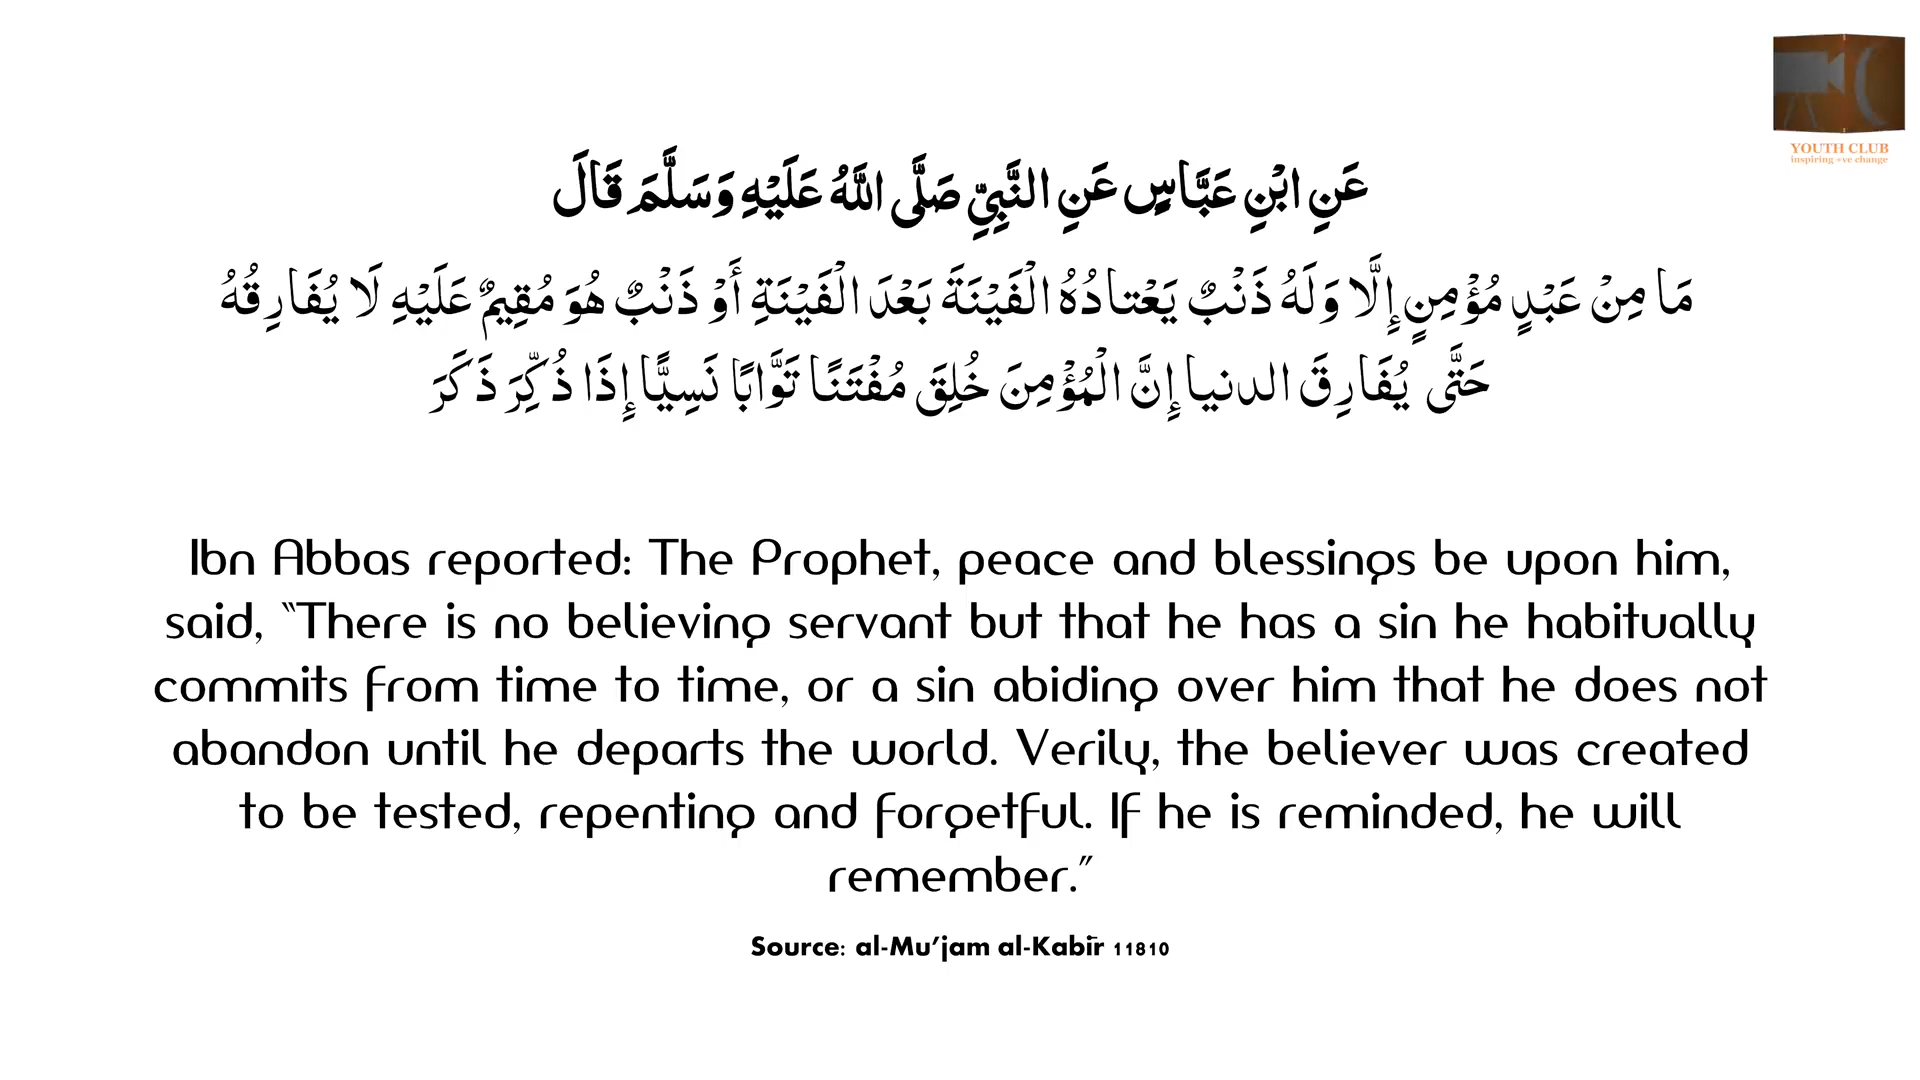 YOUTH CLUB
inspiring +ve change
عَنِ ابْنِ عَبَّاسٍ عَنِ النَّبِيِّ صَلَّى اللَّهُ عَلَيْهِ وَسَلَّمَ قَالَ
مَا مِنْ عَبْدٍ مُؤْمِنٍ إِلَّا وَلَهُ ذَنْبٌ يَعْتادُهُ الْفَيْنَةَ بَعْدَ الْفَيْنَةِ أَوْ ذَنْبٌ هُوَ مُقِيمٌ عَلَيْهِ لَا يُفَارِقُهُ
حَتَّى يُفَارِقَ الدنيا إِنَّ الْمُؤْمِنَ خُلِقَ مُفْتَنًا تَوَّابًا نَسِيًّا إِذَا ذُكِّرَ ذَكَرَ
Ibn Abbas reported: The Prophet, peace and blessings be upon him,
said, “There is no believing servant but that he has a sin he habitually
commits from time to time, or a sin abiding over him that he does not
abandon until he departs the world. Verily, the believer was created
to be tested, repenting and forgetful. If he is reminded, he will
remember.”
Source: al-Mu’jam al-Kabīr 11810